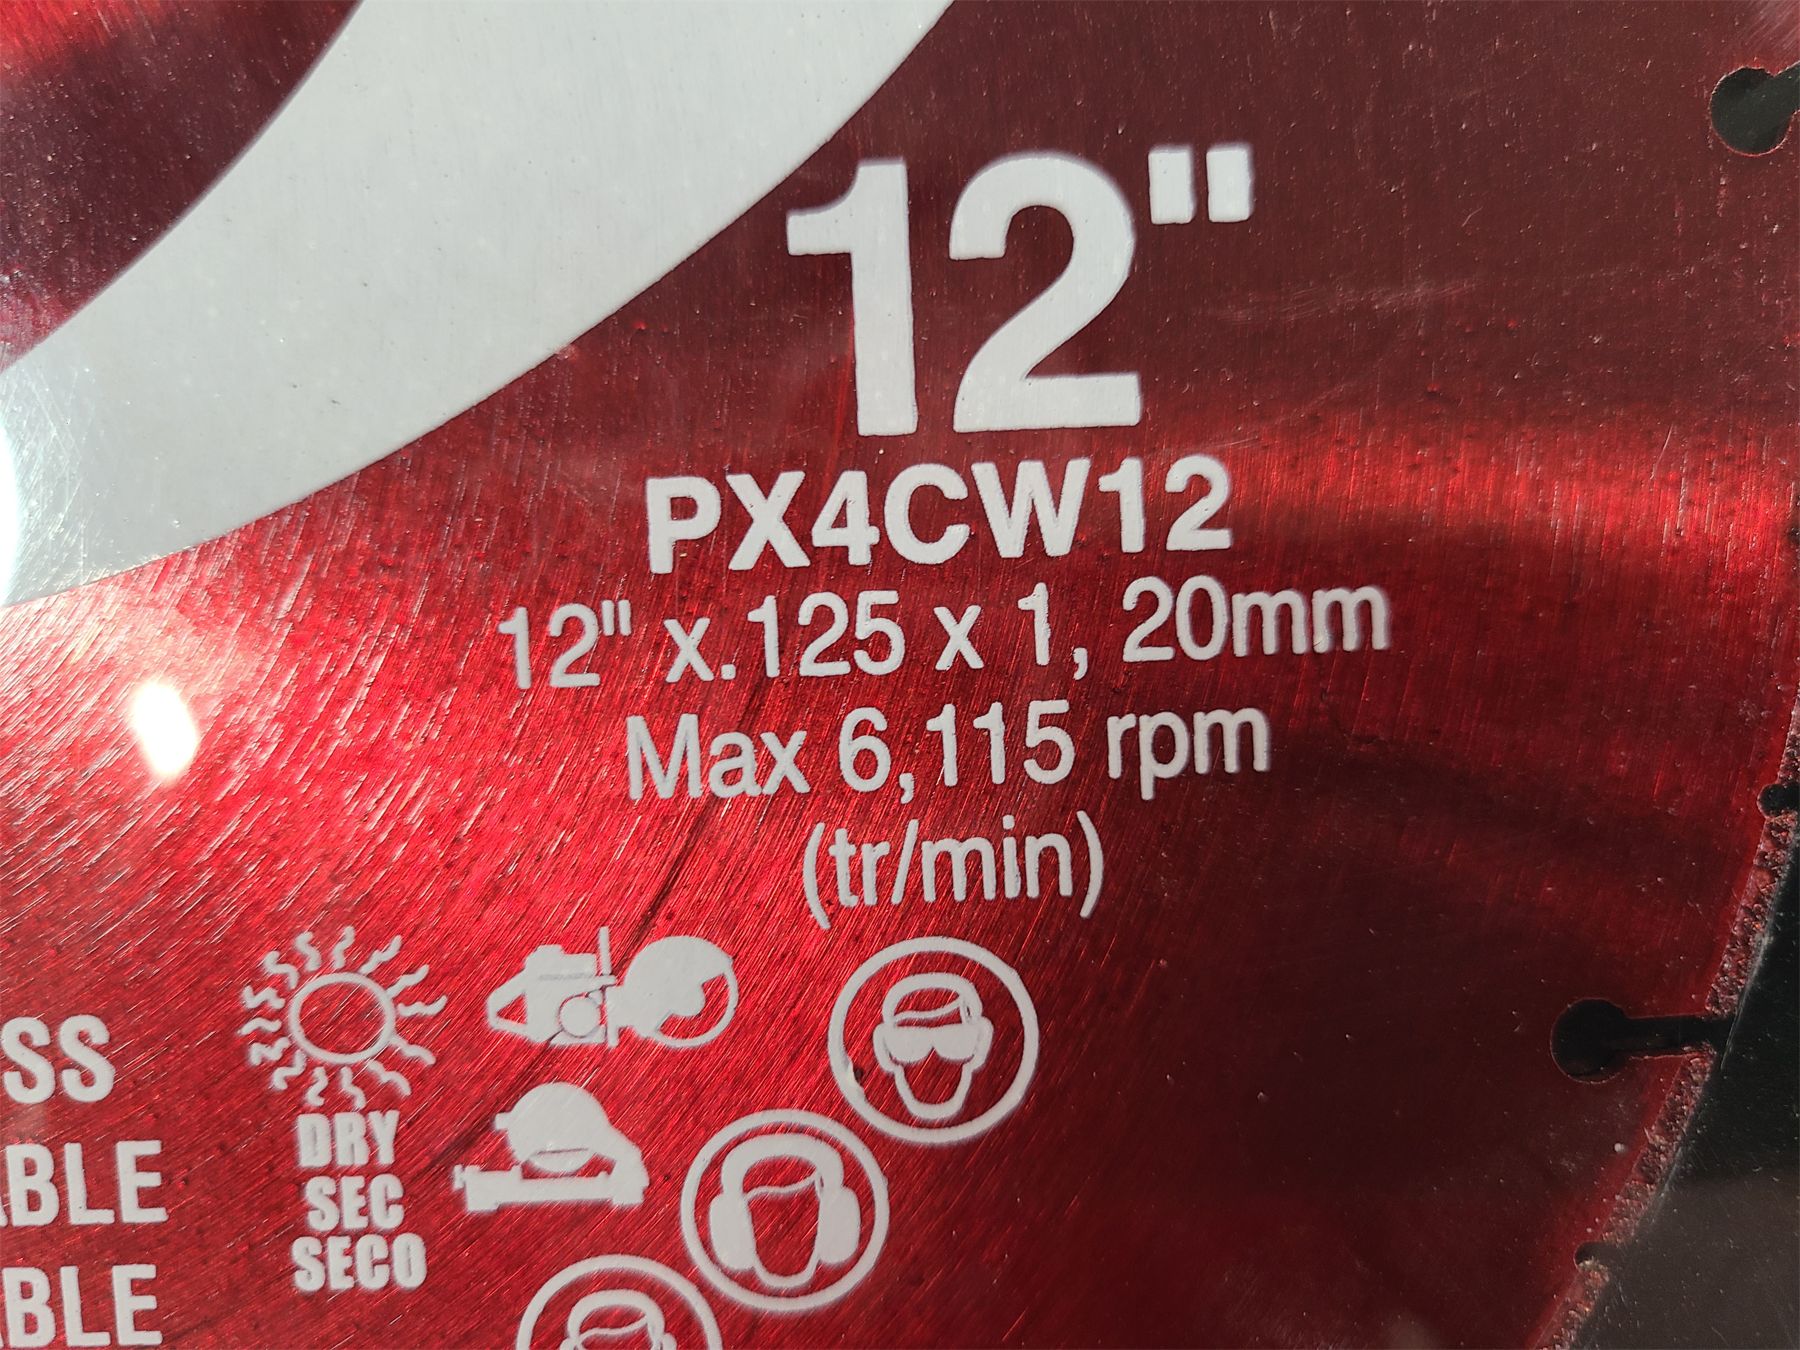 12"
PX4CW12
12" x.125 x 1, 20mm
Max 6,115 rpm
(tr/min)
DRY
SEC
SECO
SS
ABLE
ABLE